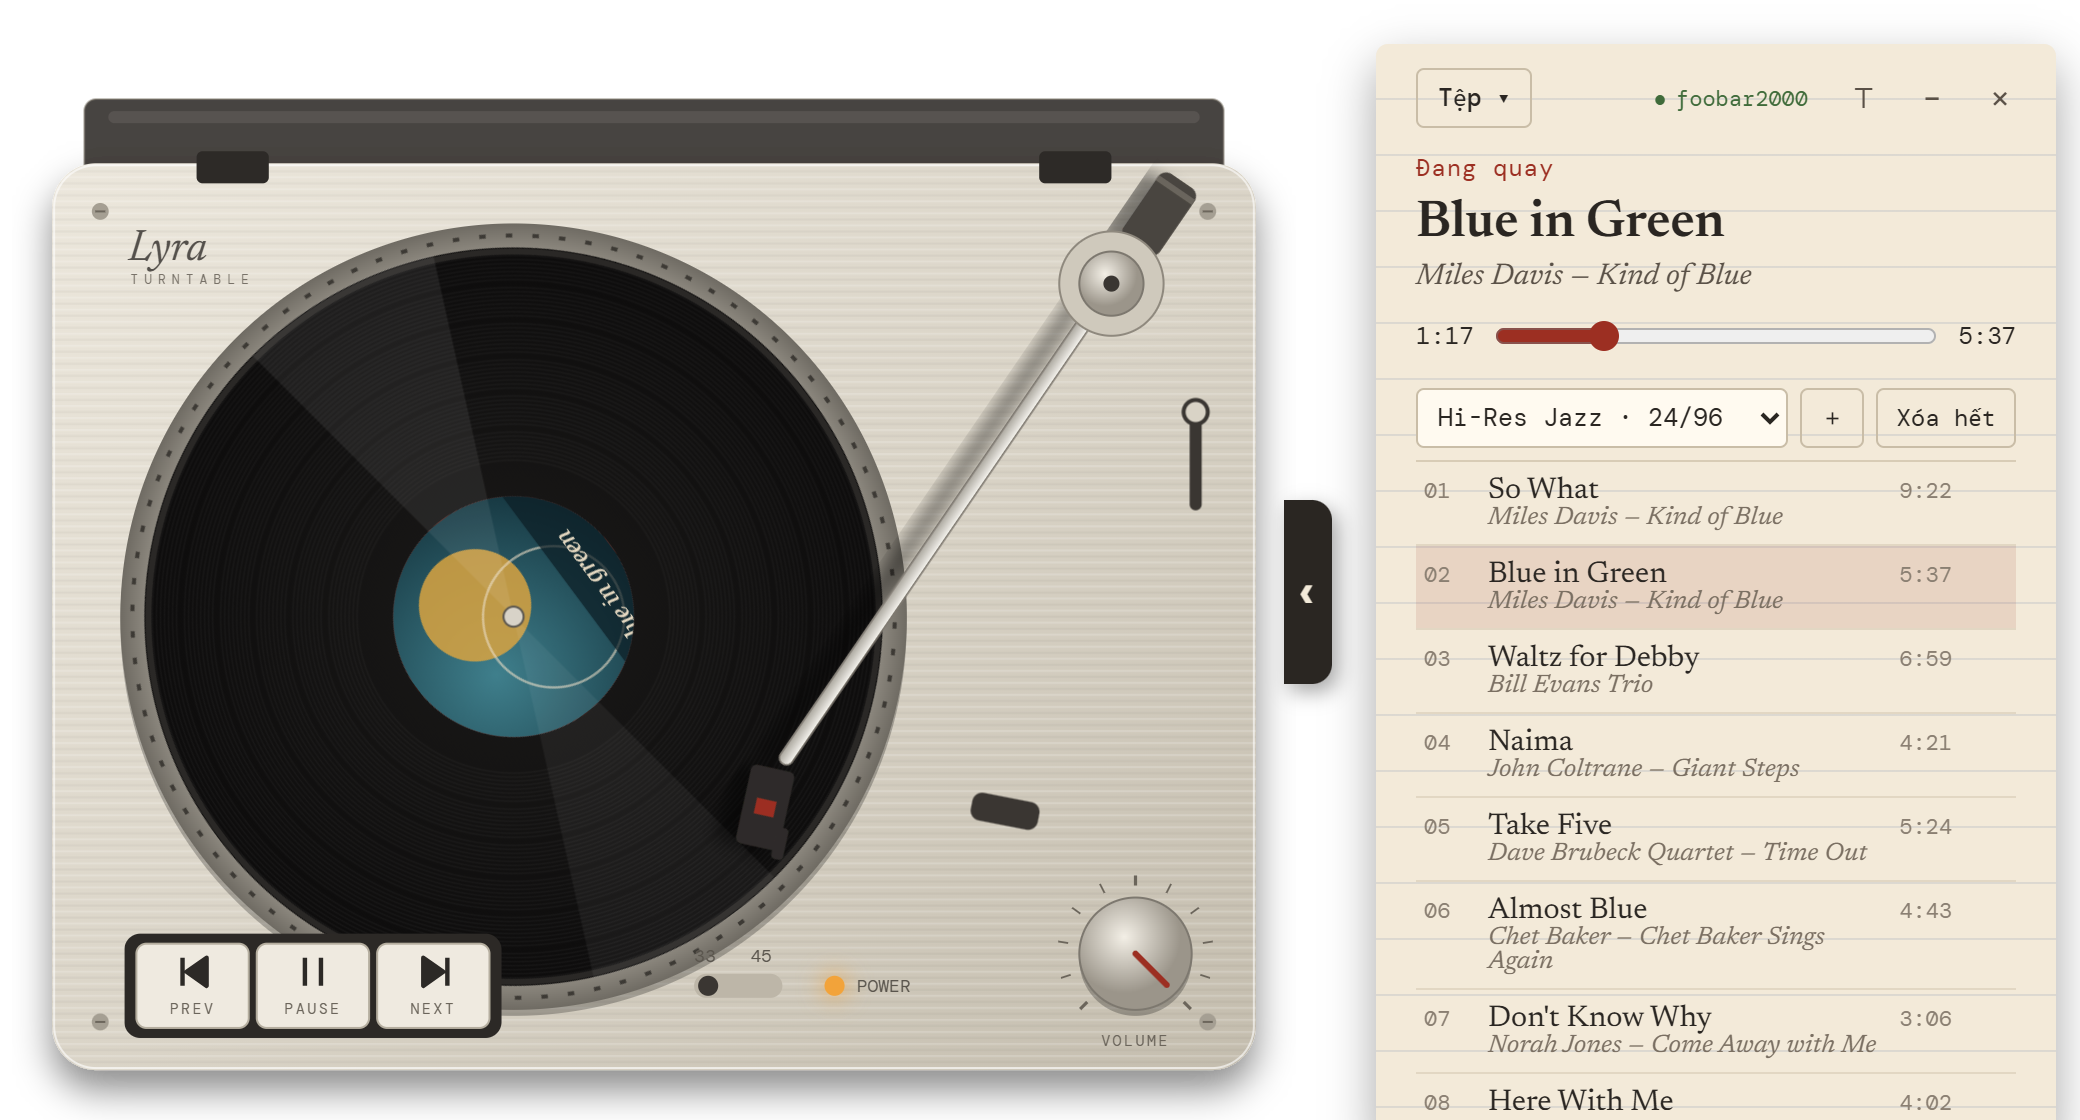 Lyra
TURNTABLE
ue in green
PREV
PAUSE
NEXT
33 45
POWER
VOLUME
Tệp
foobar2000
Đang quay
Blue in Green
Miles Davis – Kind of Blue
1:17 5:37
Hi-Res Jazz · 24/96 + Xóa hết
01 So What 9:22
Miles Davis – Kind of Blue
02 Blue in Green 5:37
Miles Davis – Kind of Blue
03 Waltz for Debby 6:59
Bill Evans Trio
04 Naima 4:21
John Coltrane – Giant Steps
05 Take Five 5:24
Dave Brubeck Quartet – Time Out
06 Almost Blue 4:43
Chet Baker – Chet Baker Sings
Again
07 Don't Know Why 3:06
Norah Jones – Come Away with Me
08 Here With Me 4:02